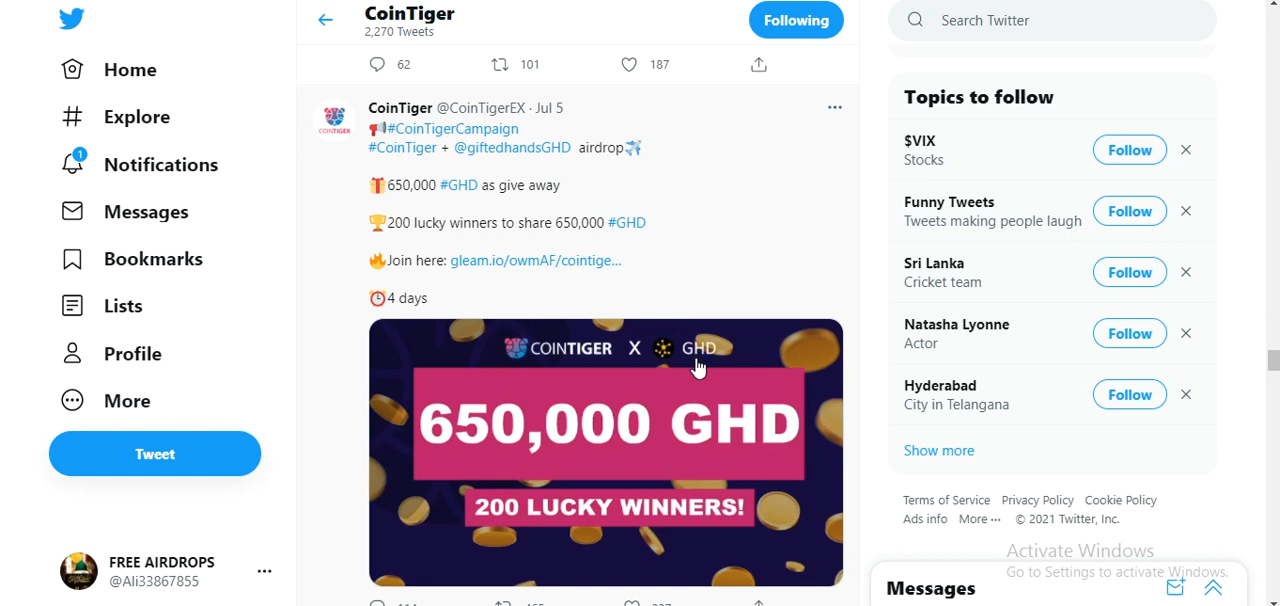 Home
Explore
1
Notifications
Messages
Bookmarks
Lists
Profile
More
Tweet
FREE AIRDROPS
@Ali33867855
CoinTiger
2,270 Tweets
Following
62 101 187
COINTIGER
CoinTiger @CoinTigerEX · Jul 5
📢#CoinTigerCampaign
#CoinTiger + @giftedhandsGHD airdrop✈️
🎁650,000 #GHD as give away
🏆200 lucky winners to share 650,000 #GHD
🔥Join here: gleam.io/owmAF/cointige...
⏰4 days
COINTIGER X GHD
650,000 GHD
200 LUCKY WINNERS!
Search Twitter
Topics to follow
$VIX
Stocks
Follow
Funny Tweets
Tweets making people laugh
Follow
Sri Lanka
Cricket team
Follow
Natasha Lyonne
Actor
Follow
Hyderabad
City in Telangana
Follow
Show more
Terms of Service Privacy Policy Cookie Policy
Ads info More ··· © 2021 Twitter, Inc.
Activate Windows
Go to Settings to activate Windows.
Messages